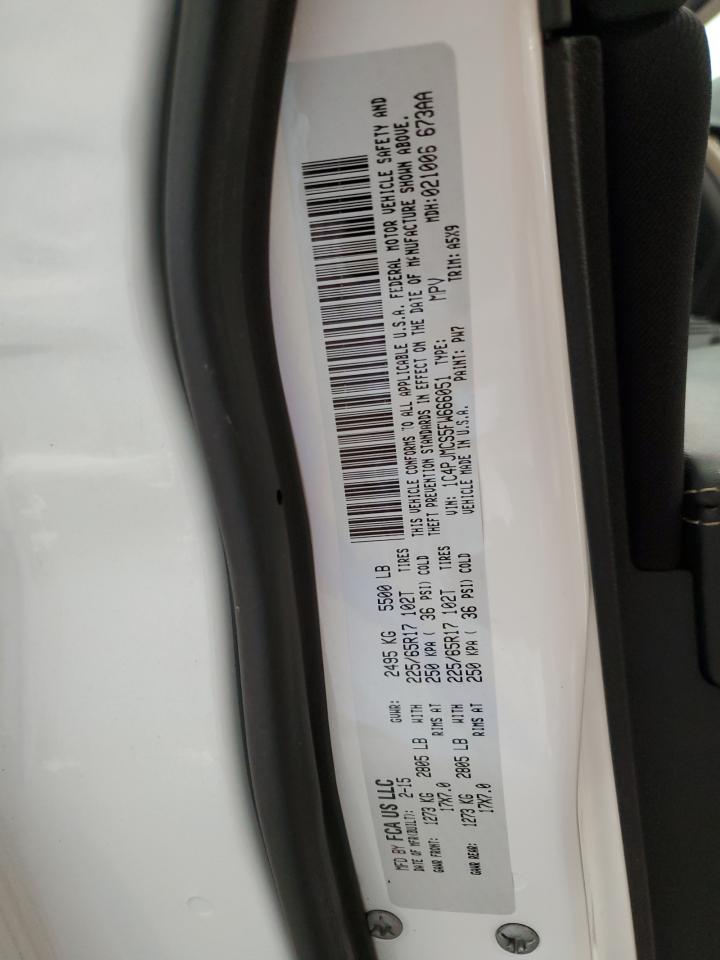 MFD BY FCA US LLC
DATE OF MFR(BUILT): 2-15 GVWR: 2495 KG 5500 LB
GAWR FRONT: 1273 KG 2805 LB WITH 225/65R17 102T TIRES
17X7.0 RIMS AT 250 KPA ( 36 PSI) COLD
GAWR REAR: 1273 KG 2805 LB WITH 225/65R17 102T TIRES
17X7.0 RIMS AT 250 KPA ( 36 PSI) COLD
THIS VEHICLE CONFORMS TO ALL APPLICABLE U.S.A. FEDERAL MOTOR VEHICLE SAFETY AND
THEFT PREVENTION STANDARDS IN EFFECT ON THE DATE OF MANUFACTURE SHOWN ABOVE.
VIN: 1C4PJMCS5FW666051 TYPE: MPV MDH:021006 673AA
VEHICLE MADE IN U.S.A. PAINT: PW7 TRIM: A5X9